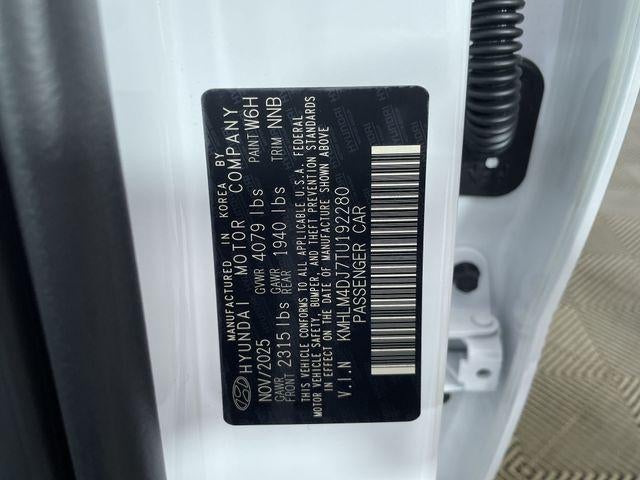 MANUFACTURED IN KOREA BY
HYUNDAI MOTOR COMPANY
NOV/2025 GVWR 4079 lbs PAINT W6H
GAWR FRONT 2315 lbs GAWR REAR 1940 lbs TRIM NNB
THIS VEHICLE CONFORMS TO ALL APPLICABLE U.S.A. FEDERAL
MOTOR VEHICLE SAFETY, BUMPER, AND THEFT PREVENTION STANDARDS
IN EFFECT ON THE DATE OF MANUFACTURE SHOWN ABOVE
V.I.N KMHLM4DJ7TU192280
PASSENGER CAR